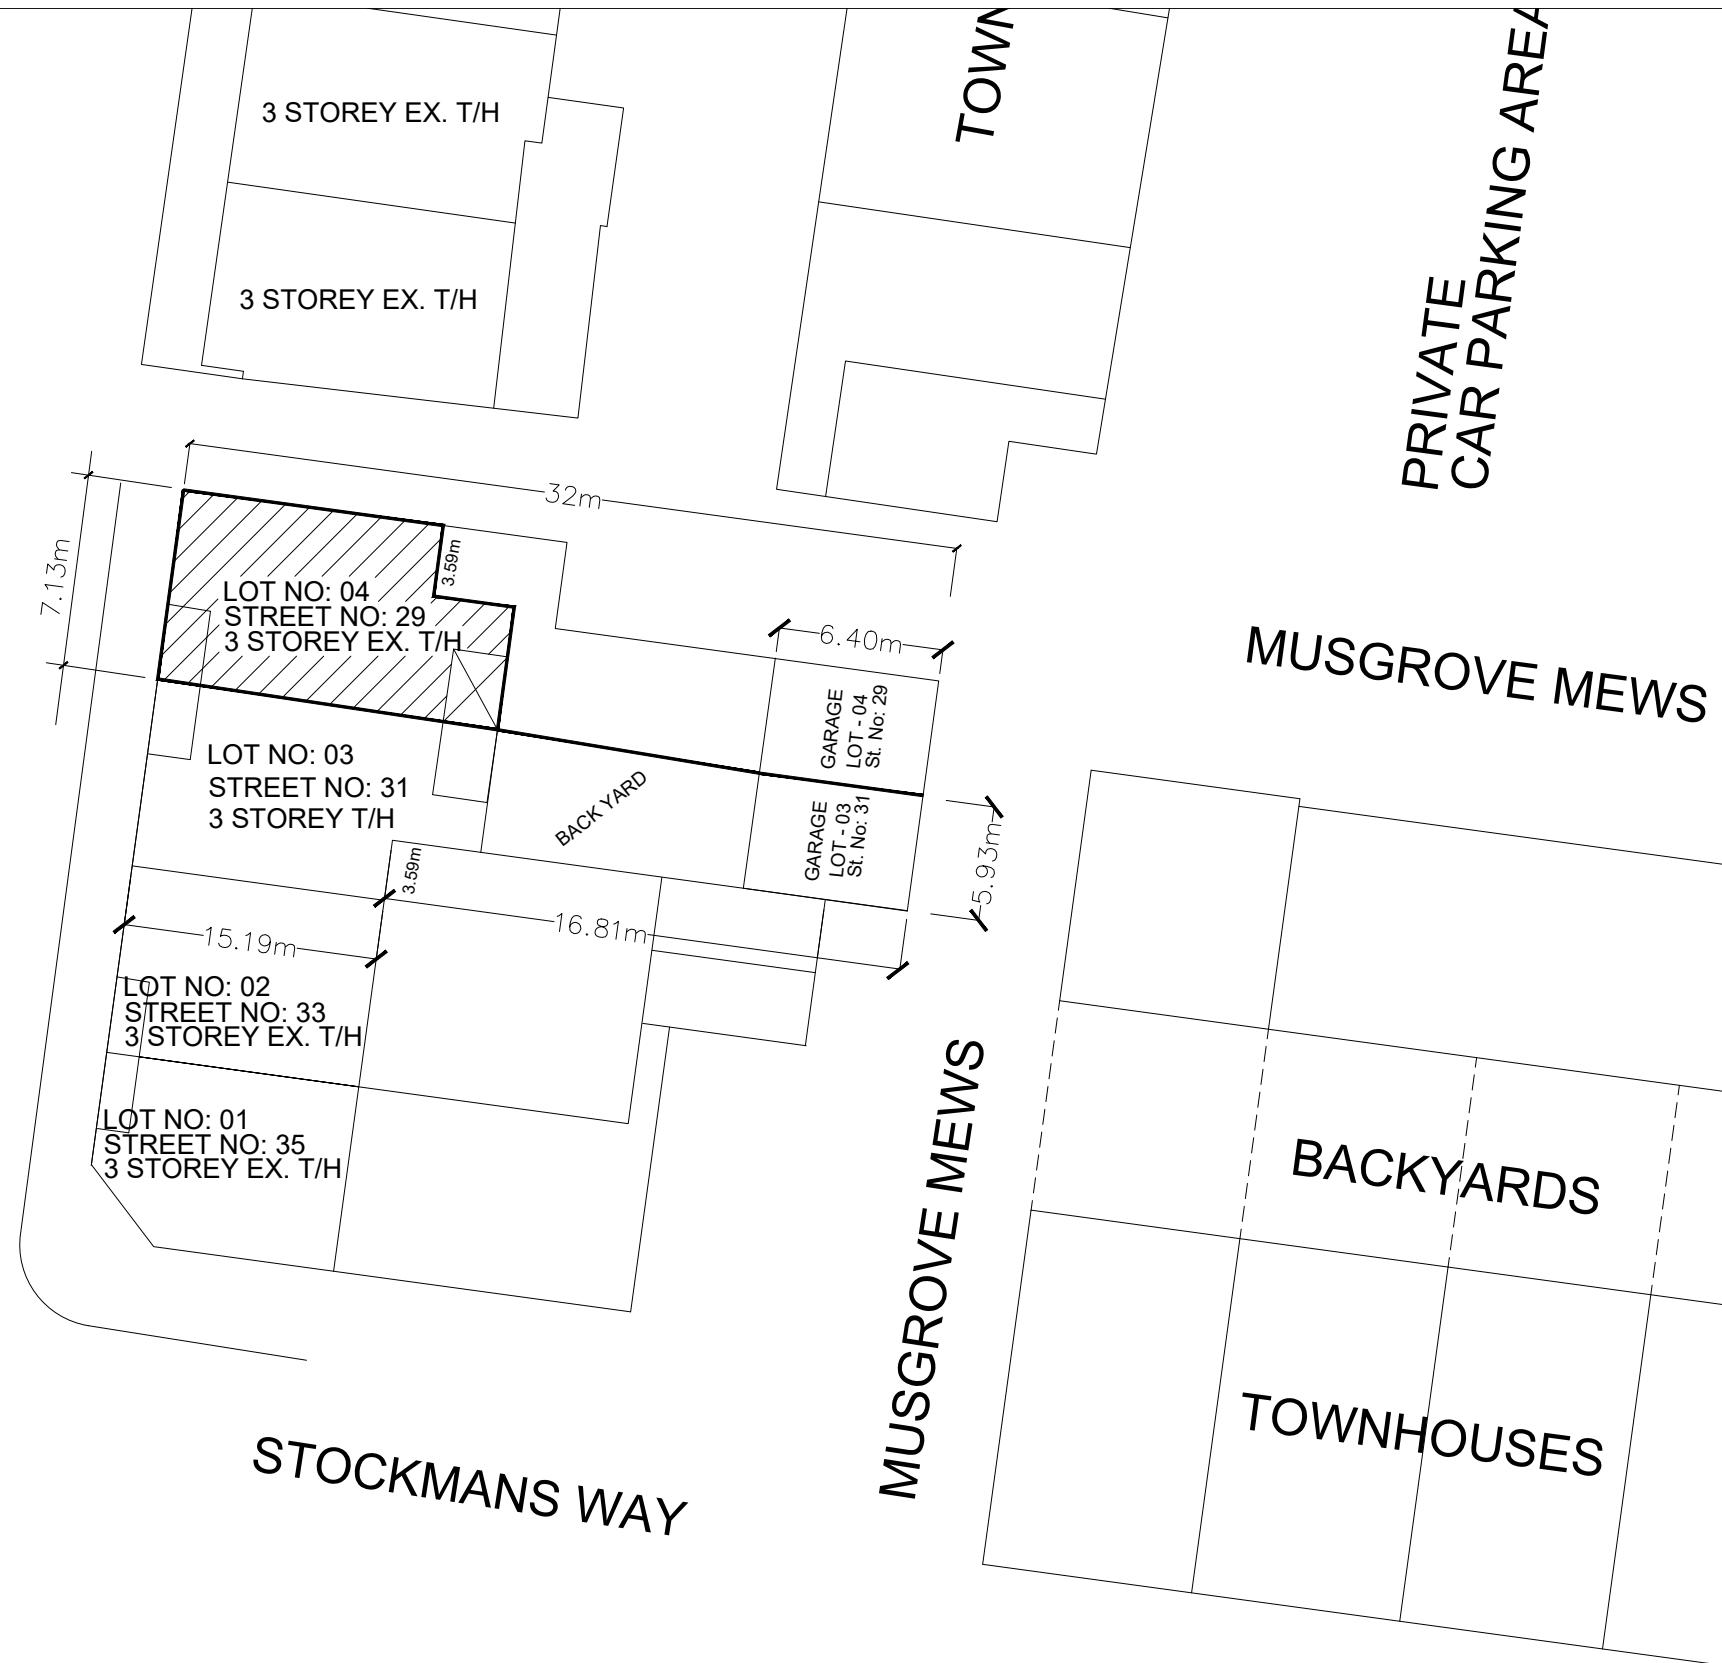 3 STOREY EX. T/H
3 STOREY EX. T/H
TOWN
PRIVATE
CAR PARKING AREA
32m
7.13m
3.59m
LOT NO: 04
STREET NO: 29
3 STOREY EX. T/H
6.40m
GARAGE
LOT - 04
St. No: 29
MUSGROVE MEWS
LOT NO: 03
STREET NO: 31
3 STOREY T/H
BACK YARD
GARAGE
LOT - 03
St. No: 31
5.93m
3.59m
15.19m
16.81m
LOT NO: 02
STREET NO: 33
3 STOREY EX. T/H
LOT NO: 01
STREET NO: 35
3 STOREY EX. T/H
MUSGROVE MEWS
BACKYARDS
TOWNHOUSES
STOCKMANS WAY